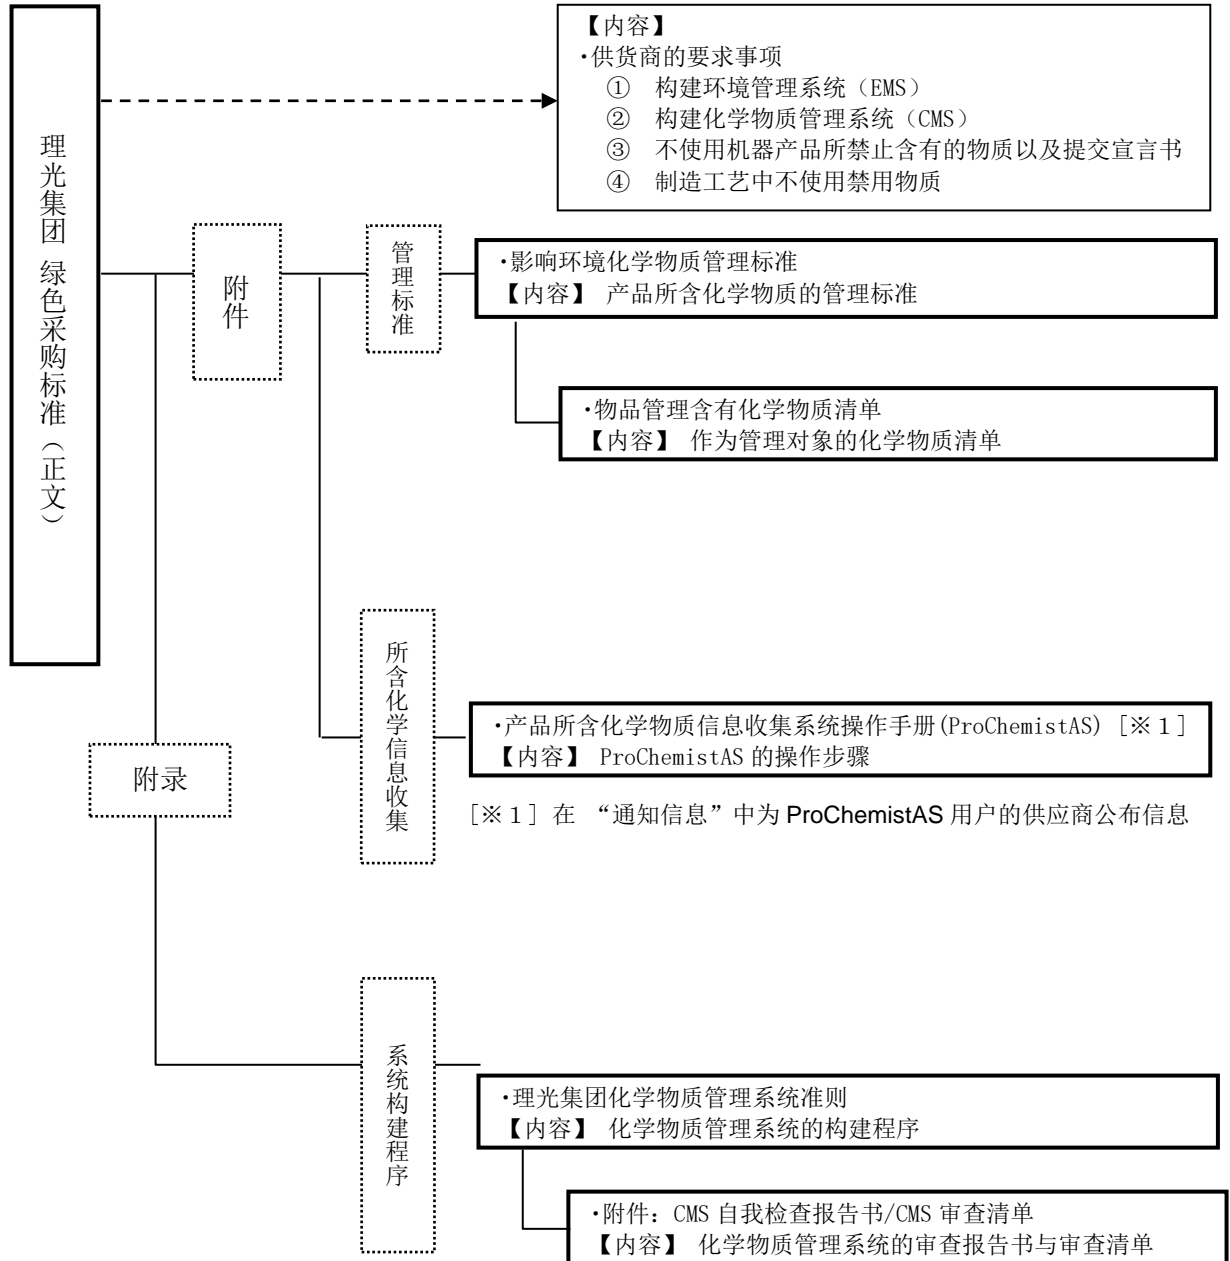 理光集团 绿色采购标准（正文）
【内容】
·供货商的要求事项
① 构建环境管理系统（EMS）
② 构建化学物质管理系统（CMS）
③ 不使用机器产品所禁止含有的物质以及提交宣言书
④ 制造工艺中不使用禁用物质
附件
管理标准
·影响环境化学物质管理标准
【内容】 产品所含化学物质的管理标准
·物品管理含有化学物质清单
【内容】 作为管理对象的化学物质清单
所含化学信息收集
·产品所含化学物质信息收集系统操作手册(ProChemistAS)［※１］
【内容】 ProChemistAS 的操作步骤
［※１］在 “通知信息”中为 ProChemistAS 用户的供应商公布信息
附录
系统构建程序
·理光集团化学物质管理系统准则
【内容】 化学物质管理系统的构建程序
·附件：CMS 自我检查报告书/CMS 审查清单
【内容】 化学物质管理系统的审查报告书与审查清单